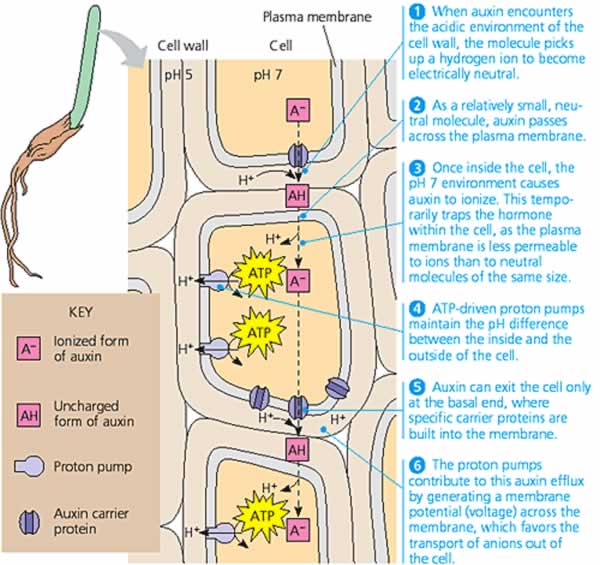 Plasma membrane
Cell wall
Cell
pH 5
pH 7
A⁻
H⁺
AH
H⁺
ATP
A⁻
H⁺
ATP
H⁺
H⁺
H⁺
AH
H⁺
ATP
A⁻
H⁺
KEY
A⁻ Ionized form
of auxin
AH Uncharged
form of auxin
Proton pump
Auxin carrier
protein
1 When auxin encounters
the acidic environment of the
cell wall, the molecule picks
up a hydrogen ion to become
electrically neutral.
2 As a relatively small, neu-
tral molecule, auxin passes
across the plasma membrane.
3 Once inside the cell, the
pH 7 environment causes
auxin to ionize. This tempo-
rarily traps the hormone
within the cell, as the plasma
membrane is less permeable
to ions than to neutral
molecules of the same size.
4 ATP-driven proton pumps
maintain the pH difference
between the inside and the
outside of the cell.
5 Auxin can exit the cell only
at the basal end, where
specific carrier proteins are
built into the membrane.
6 The proton pumps
contribute to this auxin efflux
by generating a membrane
potential (voltage) across the
membrane, which favors the
transport of anions out of
the cell.